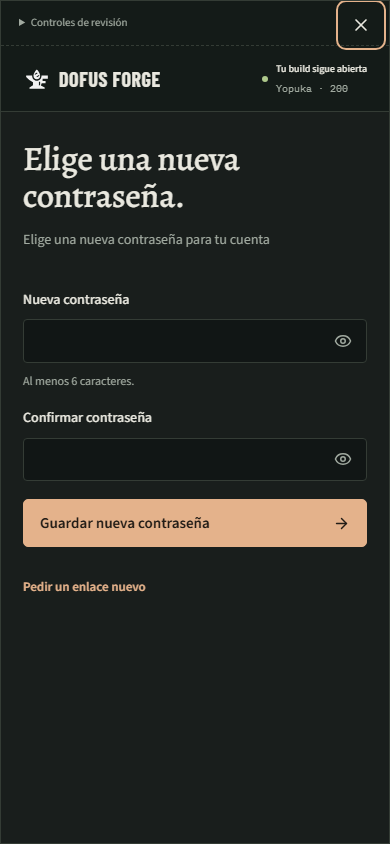 Controles de revisión
DOFUS FORGE
Tu build sigue abierta
Yopuka · 200
Elige una nueva
contraseña.
Elige una nueva contraseña para tu cuenta
Nueva contraseña
Al menos 6 caracteres.
Confirmar contraseña
Guardar nueva contraseña
Pedir un enlace nuevo